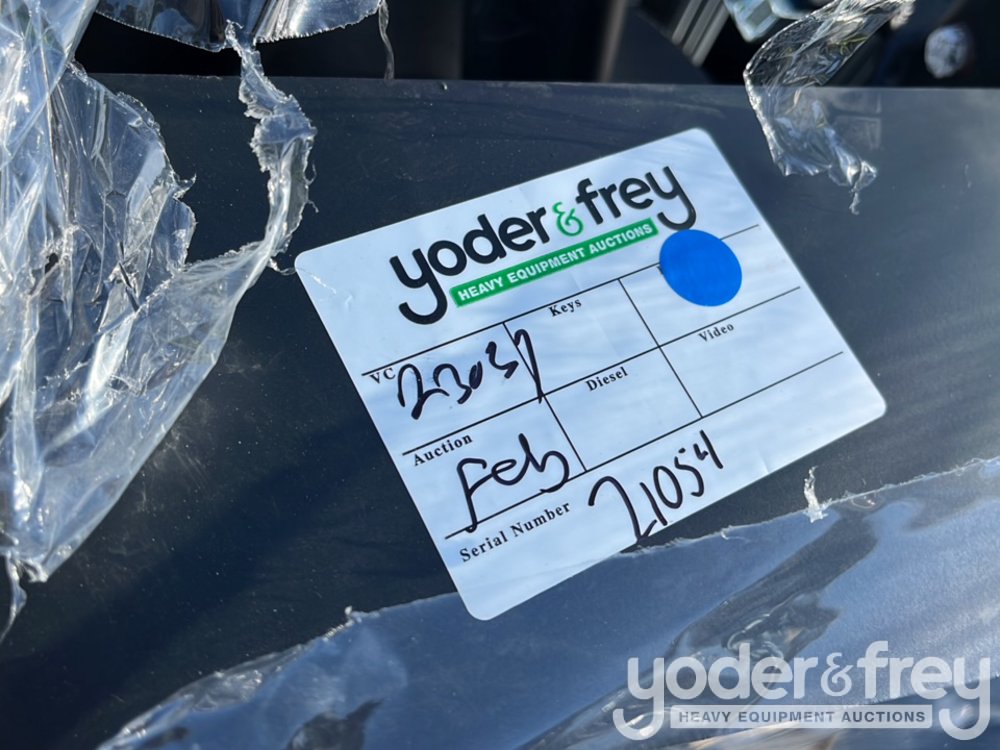 yoder & frey
HEAVY EQUIPMENT AUCTIONS
VC
Keys
Auction
Diesel
Video
Feb
Serial Number
21054
yoder & frey
HEAVY EQUIPMENT AUCTIONS